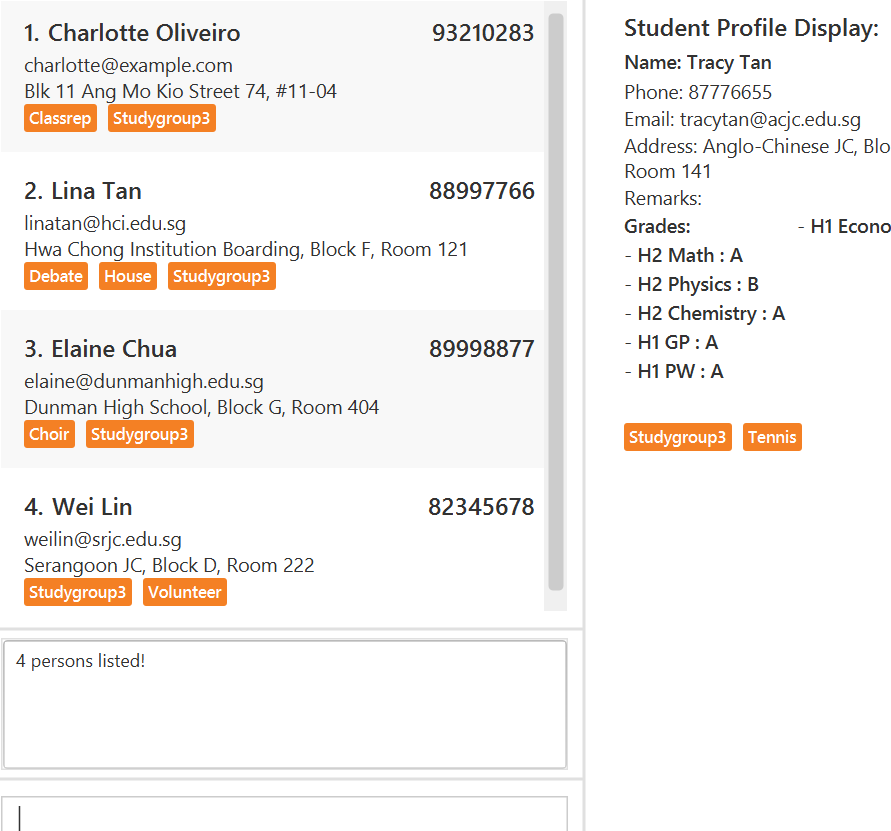 1. Charlotte Oliveiro 93210283
charlotte@example.com
Blk 11 Ang Mo Kio Street 74, #11-04
Classrep Studygroup3
2. Lina Tan 88997766
linatan@hci.edu.sg
Hwa Chong Institution Boarding, Block F, Room 121
Debate House Studygroup3
3. Elaine Chua 89998877
elaine@dunmanhigh.edu.sg
Dunman High School, Block G, Room 404
Choir Studygroup3
4. Wei Lin 82345678
weilin@srjc.edu.sg
Serangoon JC, Block D, Room 222
Studygroup3 Volunteer
4 persons listed!
Student Profile Display:
Name: Tracy Tan
Phone: 87776655
Email: tracytan@acjc.edu.sg
Address: Anglo-Chinese JC, Blo
Room 141
Remarks:
Grades: - H1 Econo
- H2 Math : A
- H2 Physics : B
- H2 Chemistry : A
- H1 GP : A
- H1 PW : A
Studygroup3 Tennis